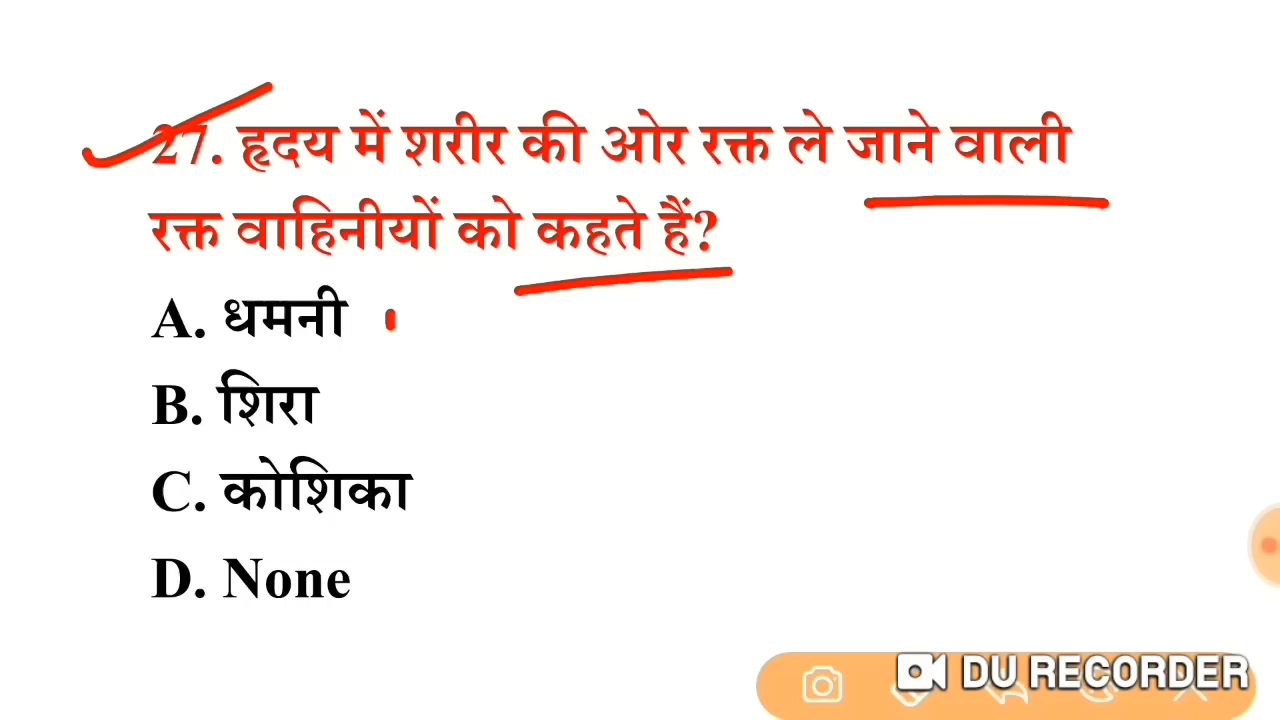 27. हृदय में शरीर की ओर रक्त ले जाने वाली
रक्त वाहिनीयों को कहते हैं?
A. धमनी
B. शिरा
C. कोशिका
D. None
DU RECORDER